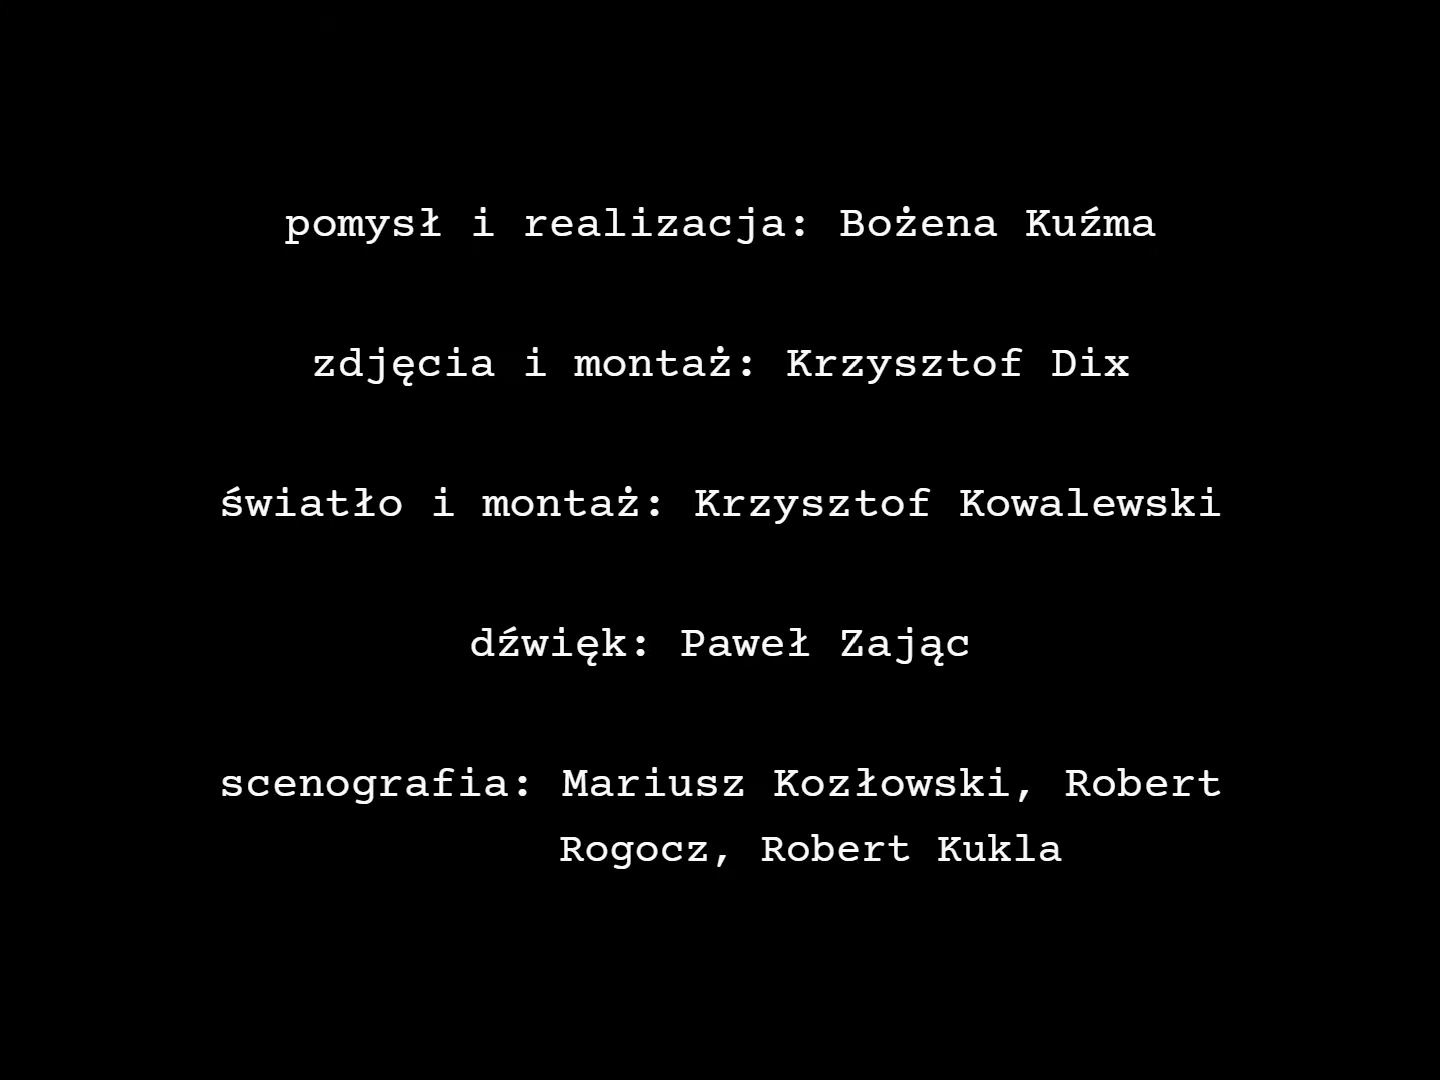 pomysł i realizacja: Bożena Kuźma
zdjęcia i montaż: Krzysztof Dix
światło i montaż: Krzysztof Kowalewski
dźwięk: Paweł Zając
scenografia: Mariusz Kozłowski, Robert
Rogocz, Robert Kukla